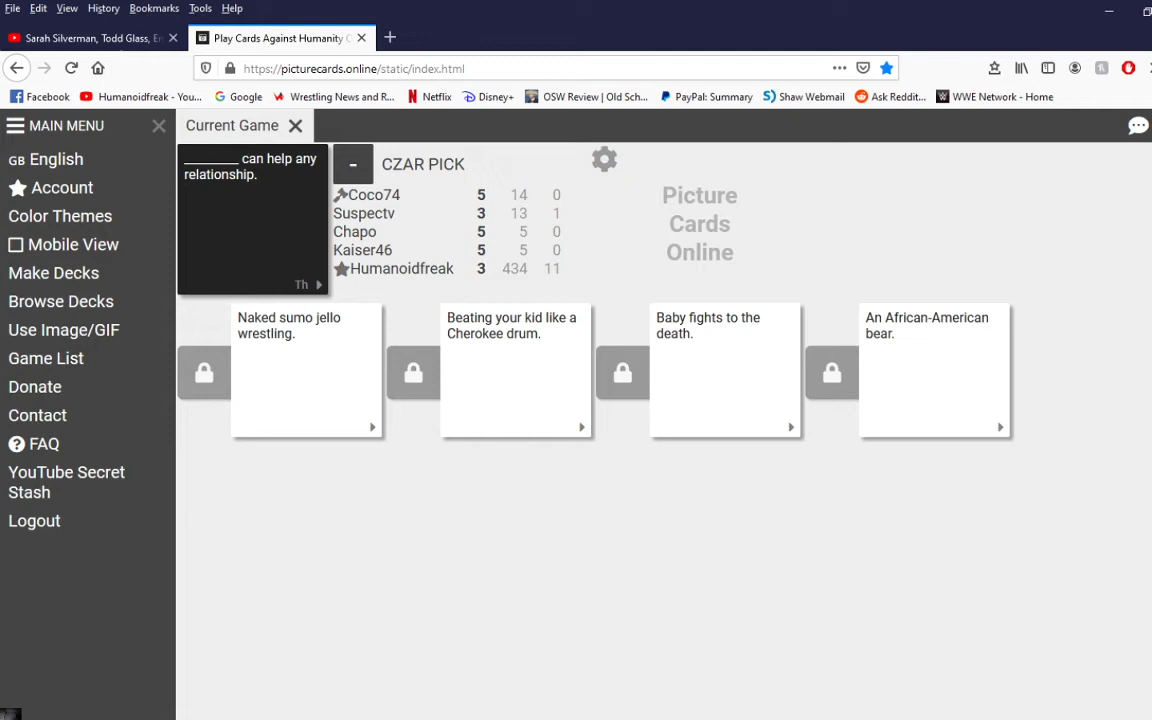 File Edit View History Bookmarks Tools Help
Sarah Silverman, Todd Glass, Er
Play Cards Against Humanity O
https://picturecards.online/static/index.html
Facebook Humanoidfreak - You... Google Wrestling News and R... Netflix Disney+ OSW Review | Old Sch... PayPal: Summary Shaw Webmail Ask Reddit... WWE Network - Home
MAIN MENU
Current Game
GB English
Account
Color Themes
Mobile View
Make Decks
Browse Decks
Use Image/GIF
Game List
Donate
Contact
FAQ
YouTube Secret
Stash
Logout
________ can help any
relationship.
Th
-
CZAR PICK
Coco74 5 14 0
Suspectv 3 13 1
Chapo 5 5 0
Kaiser46 5 5 0
Humanoidfreak 3 434 11
Picture
Cards
Online
Naked sumo jello
wrestling.
Beating your kid like a
Cherokee drum.
Baby fights to the
death.
An African-American
bear.